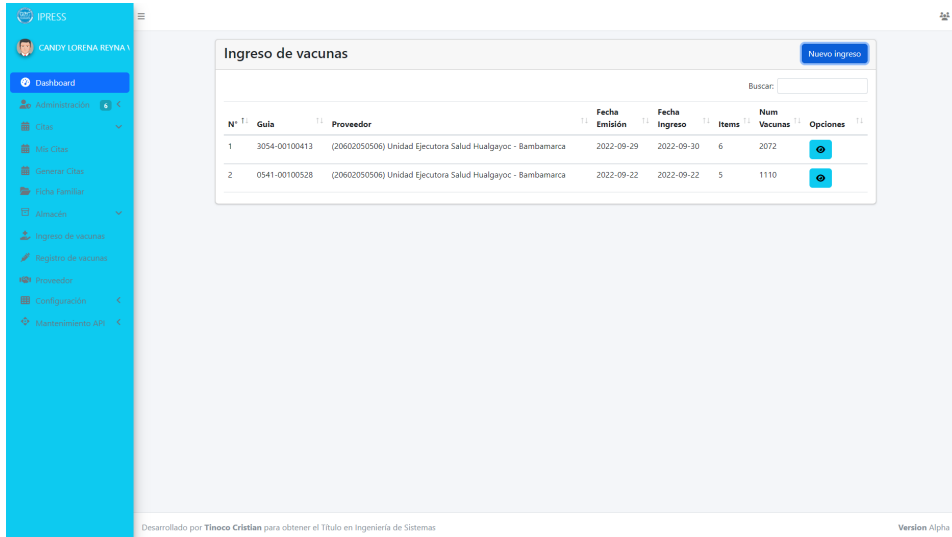 IPRESS
CANDY LORENA REYNA
Dashboard
Administración 6
Citas
Mis Citas
Generar Citas
Ficha Familiar
Almacén
Ingreso de vacunas
Registro de vacunas
Proveedor
Configuración
Mantenimiento API
Ingreso de vacunas
Nuevo ingreso
Buscar:
N° Guia Proveedor Fecha Emisión Fecha Ingreso Items Num Vacunas Opciones
1 3054-00100413 (20602050506) Unidad Ejecutora Salud Hualgayoc - Bambamarca 2022-09-29 2022-09-30 6 2072
2 0541-00100528 (20602050506) Unidad Ejecutora Salud Hualgayoc - Bambamarca 2022-09-22 2022-09-22 5 1110
Desarrollado por Tinoco Cristian para obtener el Título en Ingeniería de Sistemas
Version Alpha